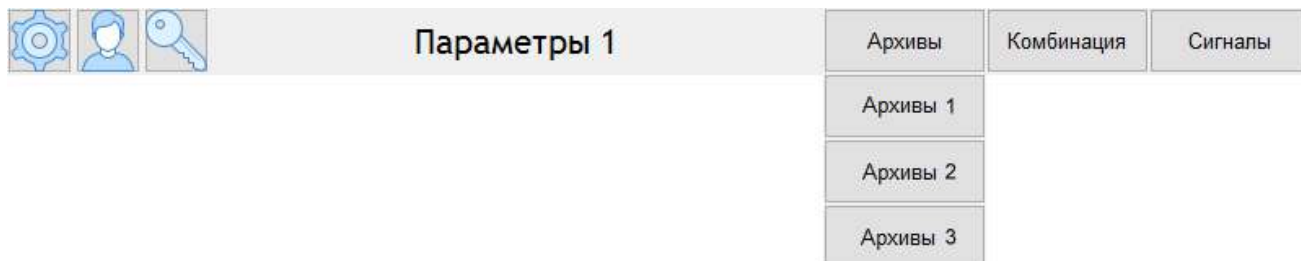 Параметры 1 Архивы Комбинация Сигналы
Архивы 1
Архивы 2
Архивы 3